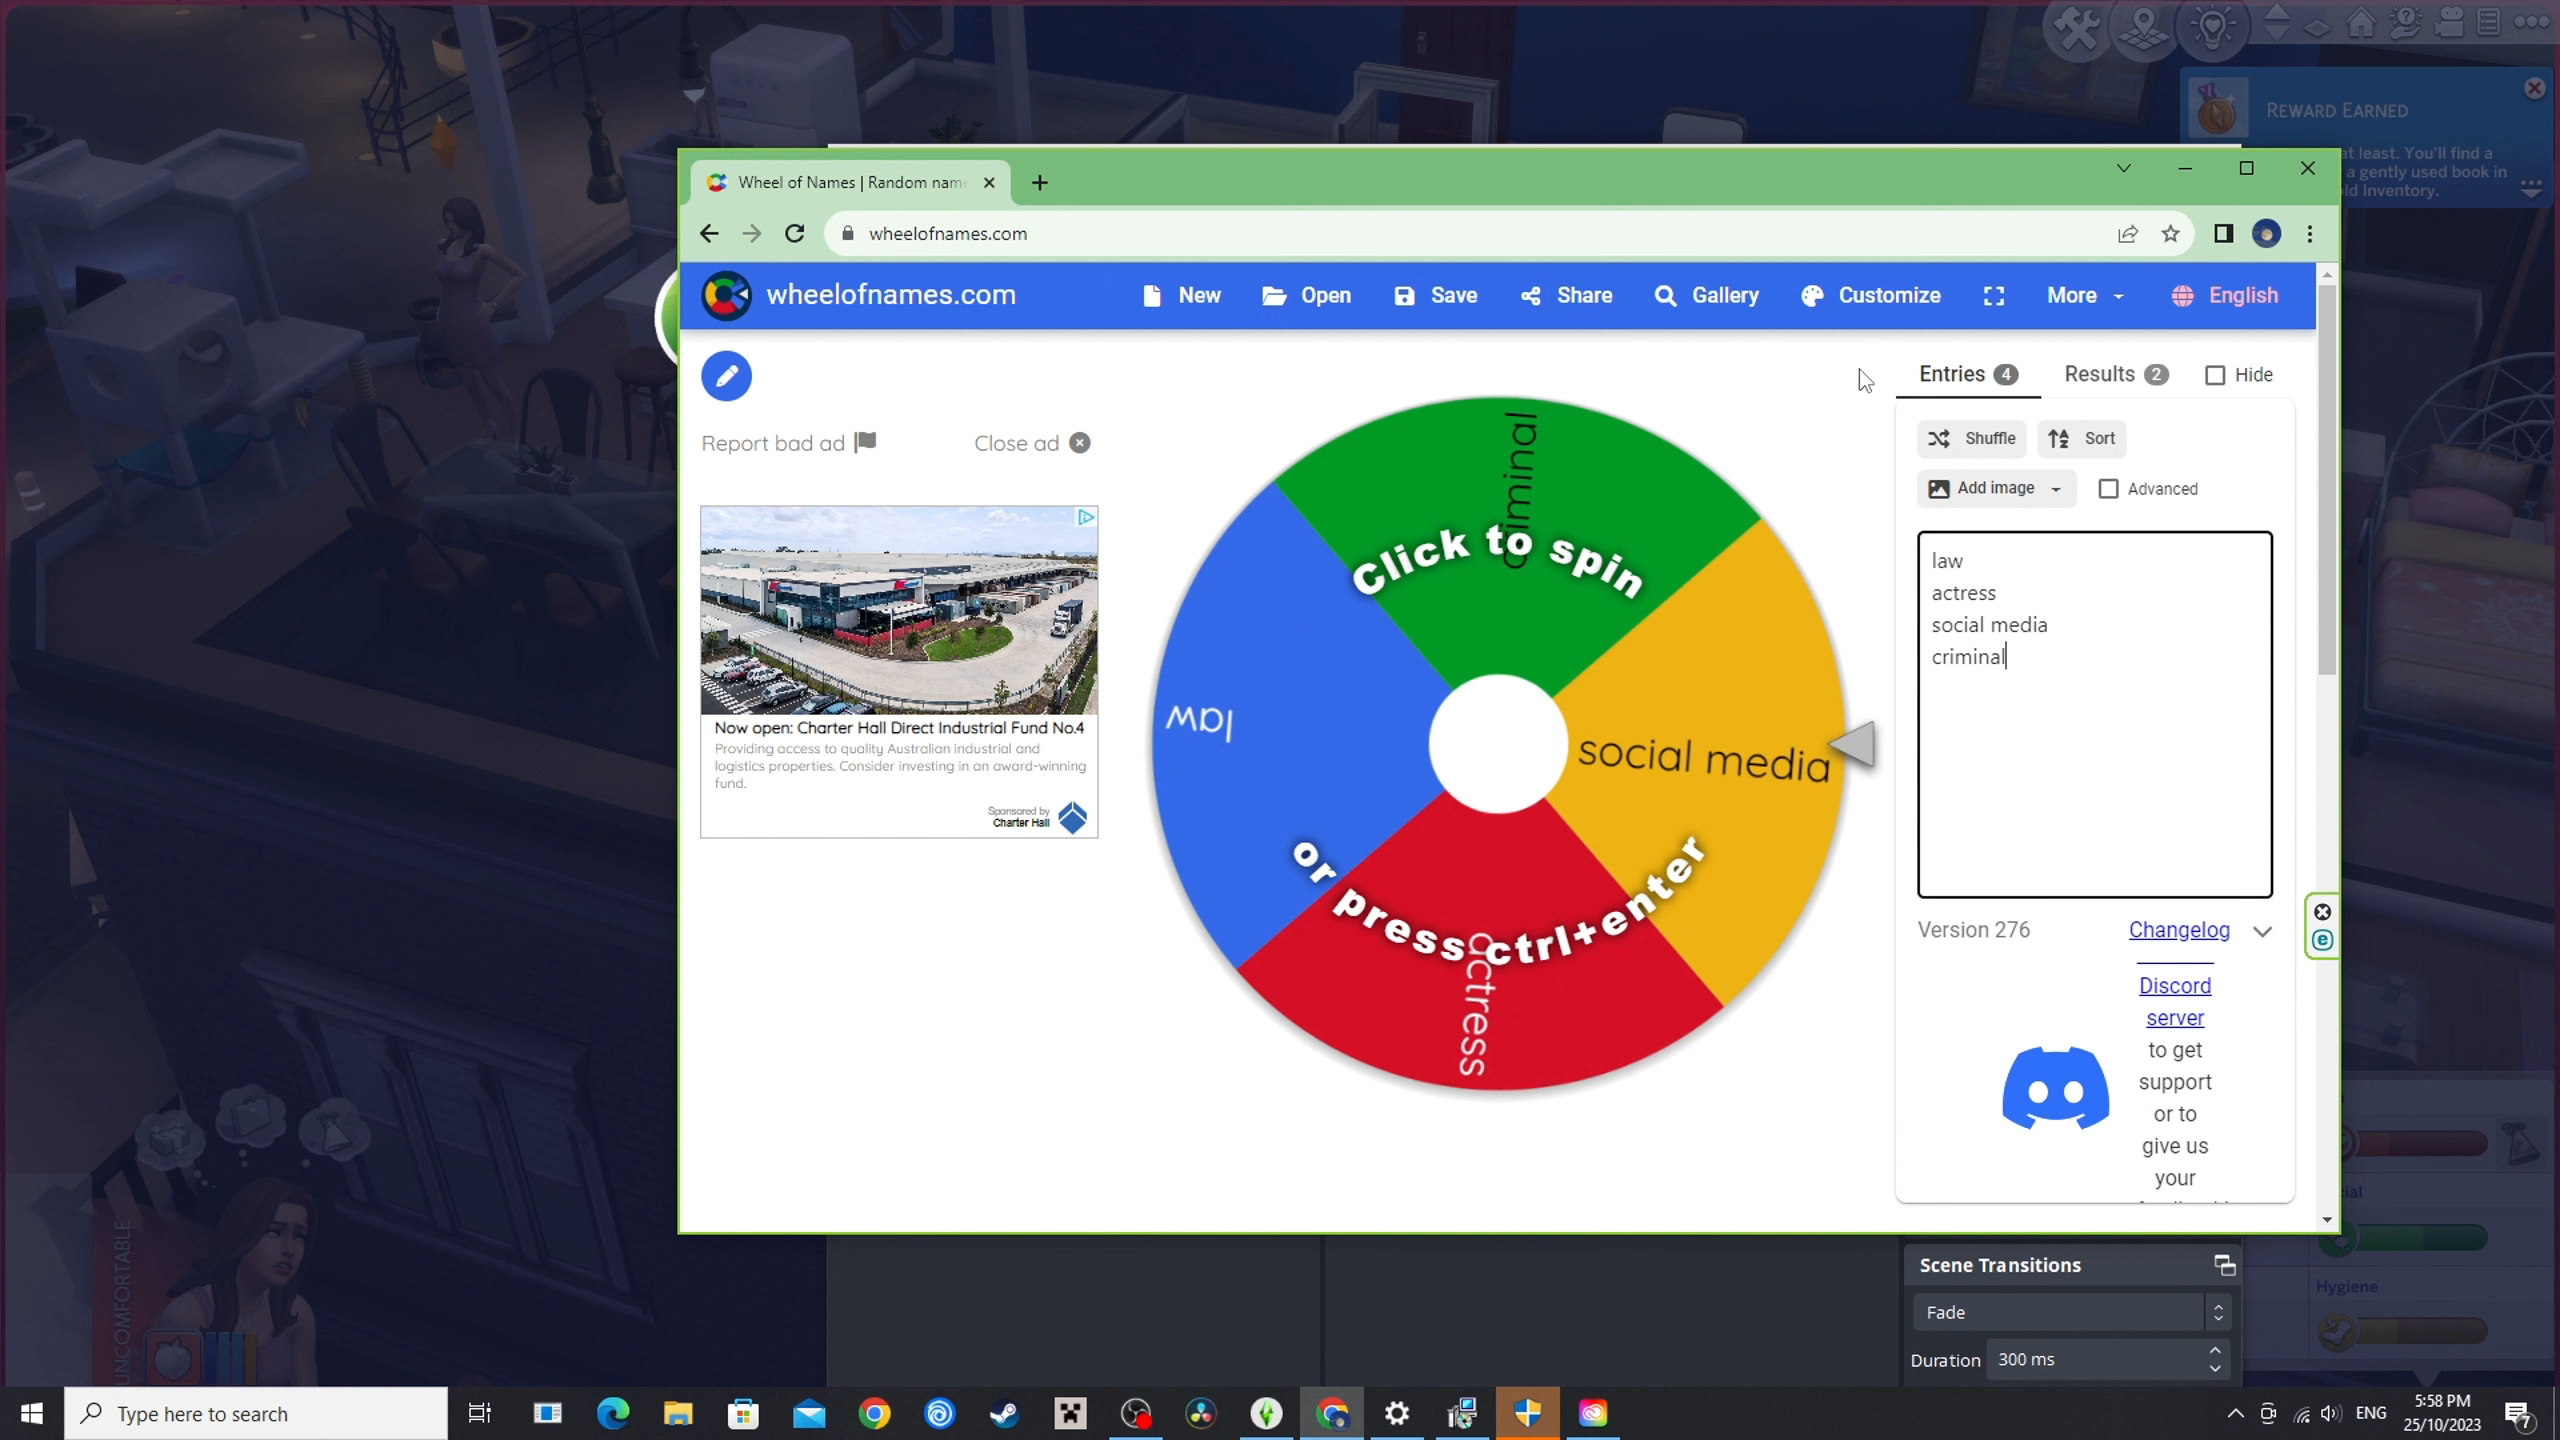 REWARD EARNED
at least. You'll find a
a gently used book in
ld Inventory.
Wheel of Names | Random nam
wheelofnames.com
wheelofnames.com
New
Open
Save
Share
Gallery
Customize
More
English
Entries 4
Results 2
Hide
Report bad ad
Close ad
Shuffle
Sort
Add image
Advanced
law
actress
social media
criminal
criminal
Click to spin
social media
law
or press ctrl+enter
actress
Now open: Charter Hall Direct Industrial Fund No.4
Providing access to quality Australian industrial and
logistics properties. Consider investing in an award-winning
fund.
Sponsored by
Charter Hall
Version 276
Changelog
Discord
server
to get
support
or to
give us
your
UNCOMFORTABLE
ial
Hygiene
Scene Transitions
Fade
Duration
300 ms
Type here to search
ENG
5:58 PM
25/10/2023
7